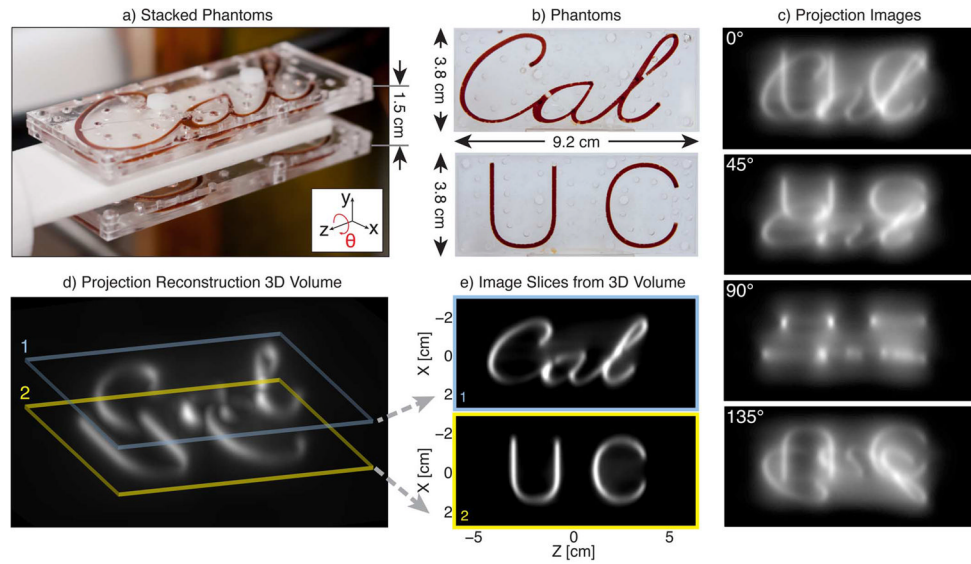 a) Stacked Phantoms
1.5 cm
y
z
x
θ
b) Phantoms
3.8 cm
Cal
9.2 cm
3.8 cm
UC
c) Projection Images
0°
45°
90°
135°
d) Projection Reconstruction 3D Volume
1
2
e) Image Slices from 3D Volume
X [cm]
−2
0
2
Cal
1
X [cm]
−2
0
2
UC
2
−5 0 5
Z [cm]